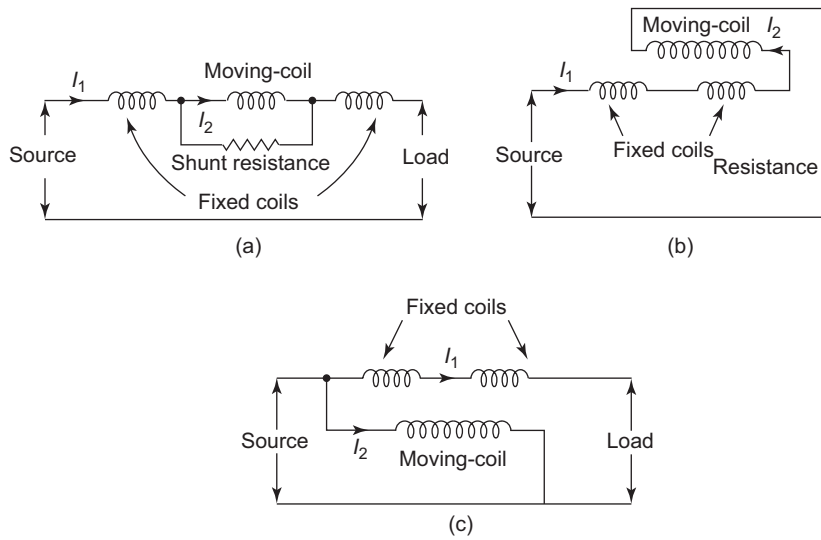 Moving-coil
I1
I2
Source
Shunt resistance
Load
Fixed coils
(a)
Moving-coil
I2
I1
Fixed coils
Source
Resistance
(b)
Fixed coils
I1
Source
I2
Moving-coil
Load
(c)